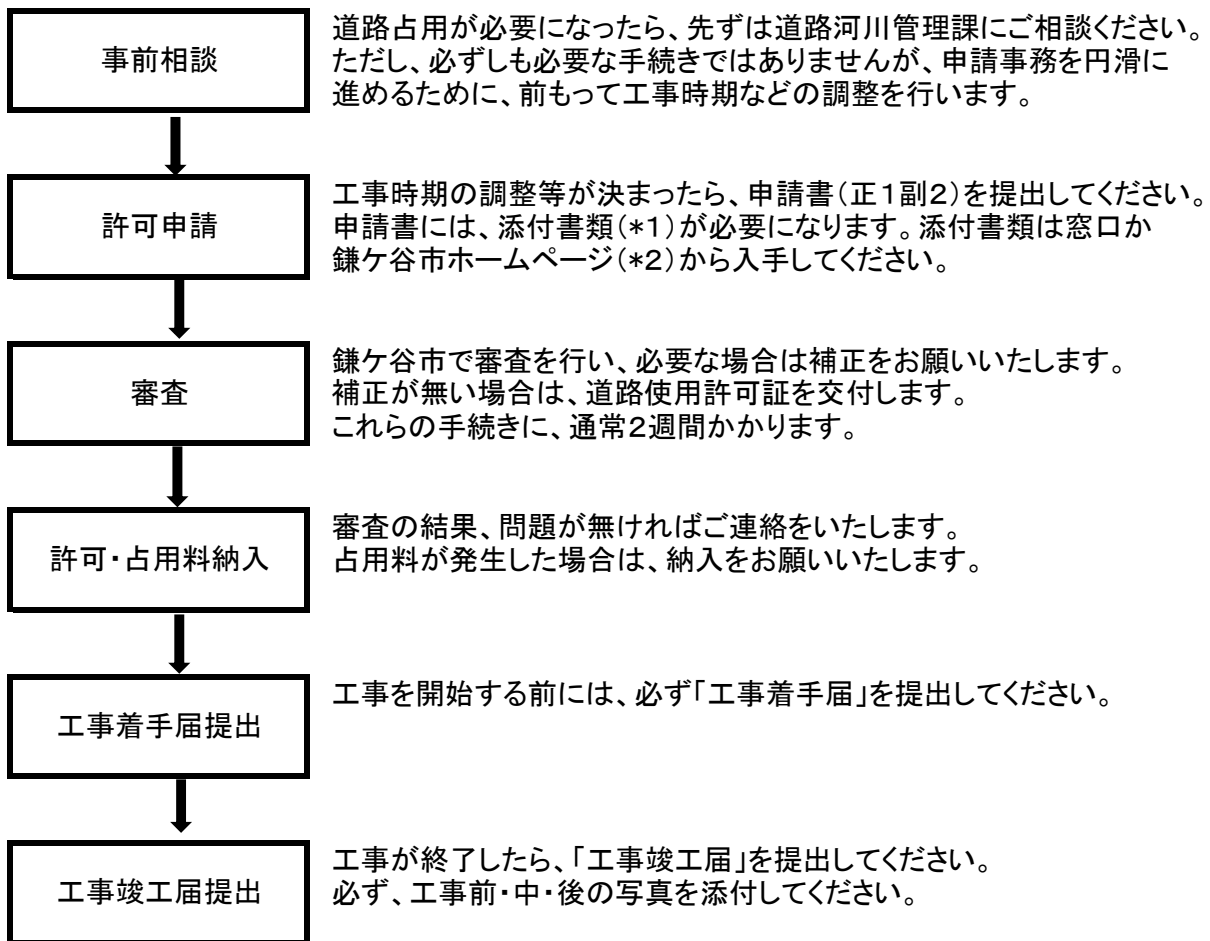 事前相談
道路占用が必要になったら、先ずは道路河川管理課にご相談ください。
ただし、必ずしも必要な手続きではありませんが、申請事務を円滑に
進めるために、前もって工事時期などの調整を行います。
許可申請
工事時期の調整等が決まったら、申請書(正1副2)を提出してください。
申請書には、添付書類(*1)が必要になります。添付書類は窓口か
鎌ケ谷市ホームページ(*2)から入手してください。
審査
鎌ケ谷市で審査を行い、必要な場合は補正をお願いいたします。
補正が無い場合は、道路使用許可証を交付します。
これらの手続きに、通常2週間かかります。
許可・占用料納入
審査の結果、問題が無ければご連絡をいたします。
占用料が発生した場合は、納入をお願いいたします。
工事着手届提出
工事を開始する前には、必ず「工事着手届」を提出してください。
工事竣工届提出
工事が終了したら、「工事竣工届」を提出してください。
必ず、工事前・中・後の写真を添付してください。